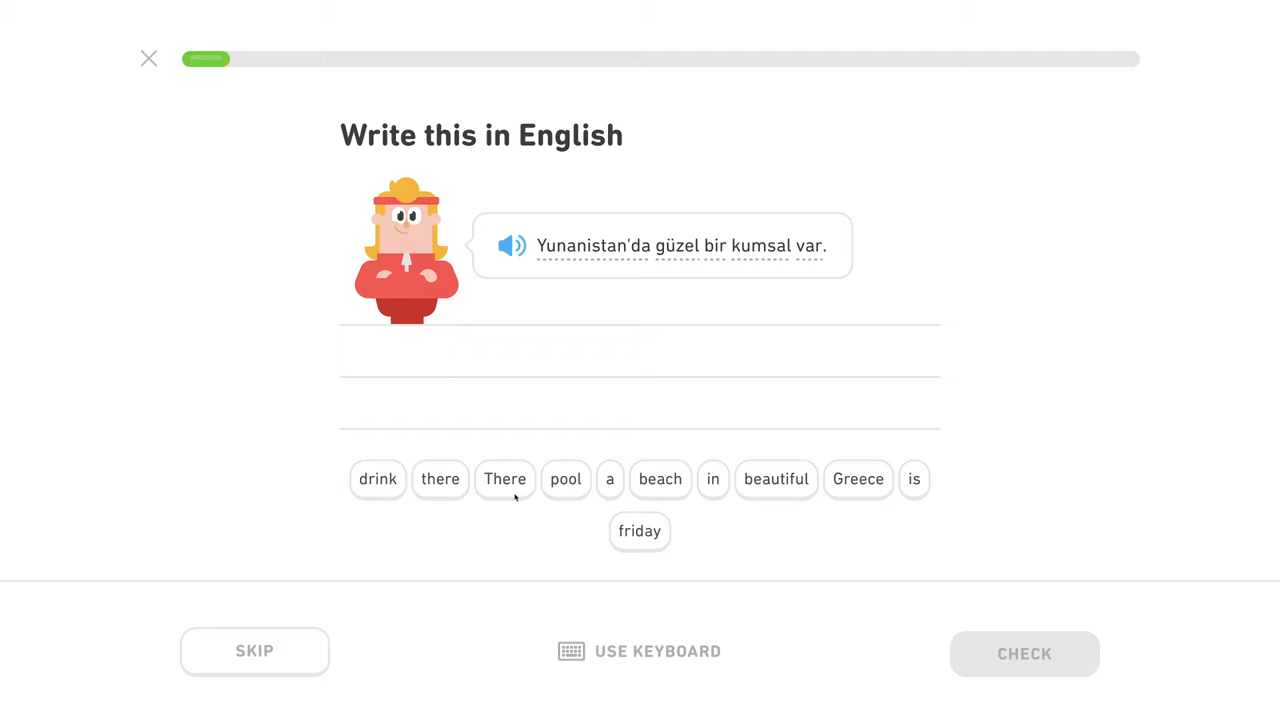 Write this in English
Yunanistan'da güzel bir kumsal var.
drink there There pool a beach in beautiful Greece is
friday
SKIP USE KEYBOARD CHECK